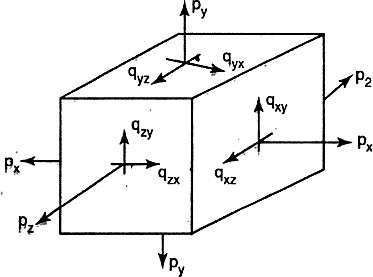 p_y
q_yz q_yx
p_2
q_zy q_xy
p_x q_zx q_xz p_x
p_z
p_y